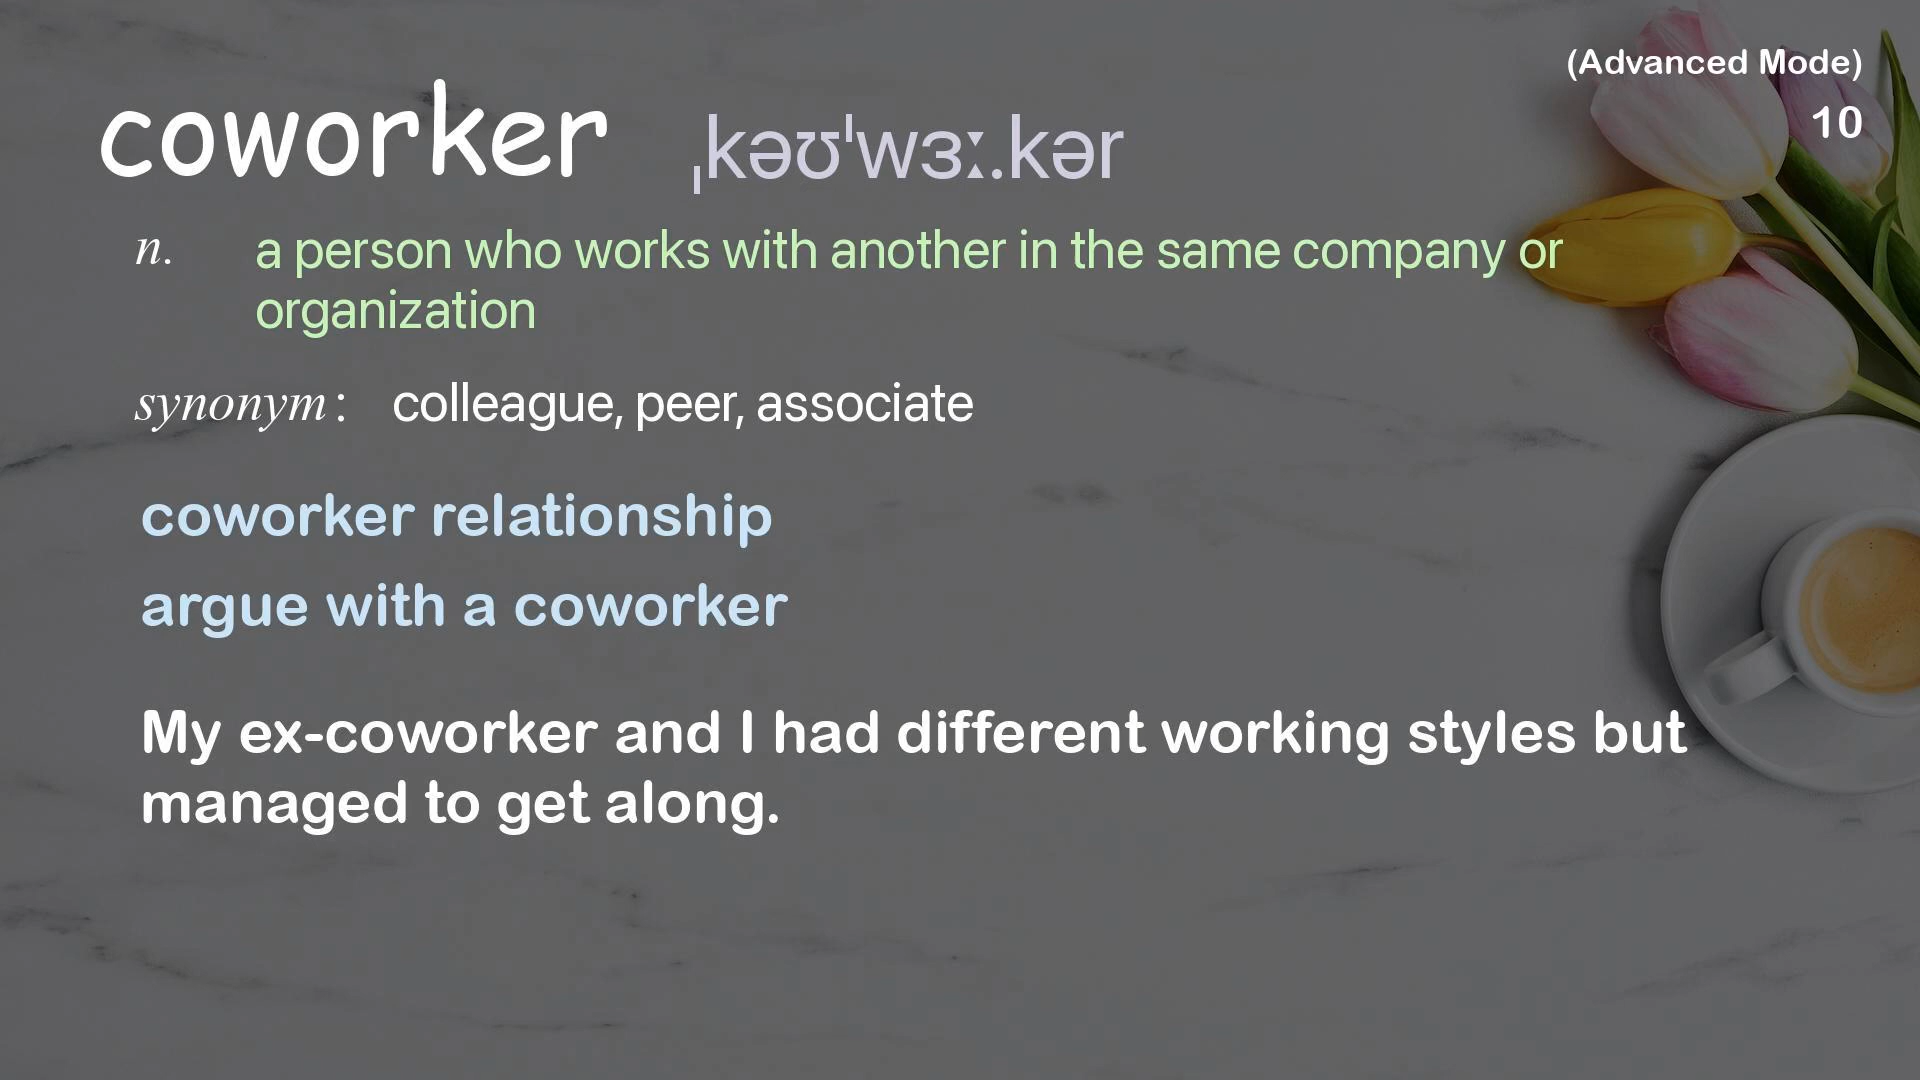 (Advanced Mode)
10
coworker ˌkəʊˈwɜː.kər
n. a person who works with another in the same company or
organization
synonym: colleague, peer, associate
coworker relationship
argue with a coworker
My ex-coworker and I had different working styles but
managed to get along.